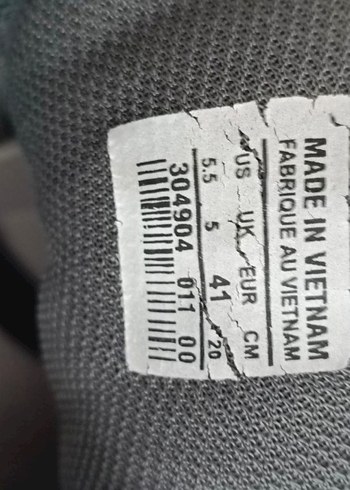 MADE IN VIETNAM
FABRIQUE AU VIETNAM
US UK EUR CM
5.5 5 41 20
304904 011 00